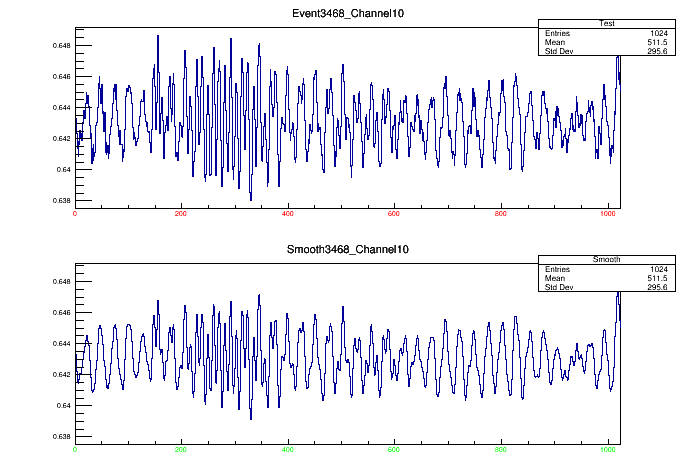 Event3468_Channel10
Test
Entries 1024
Mean 511.5
Std Dev 295.6
0.648
0.646
0.644
0.642
0.64
0.638
0 200 400 600 800 1000
Smooth3468_Channel10
Smooth
Entries 1024
Mean 511.5
Std Dev 295.6
0.648
0.646
0.644
0.642
0.64
0.638
0 200 400 600 800 1000